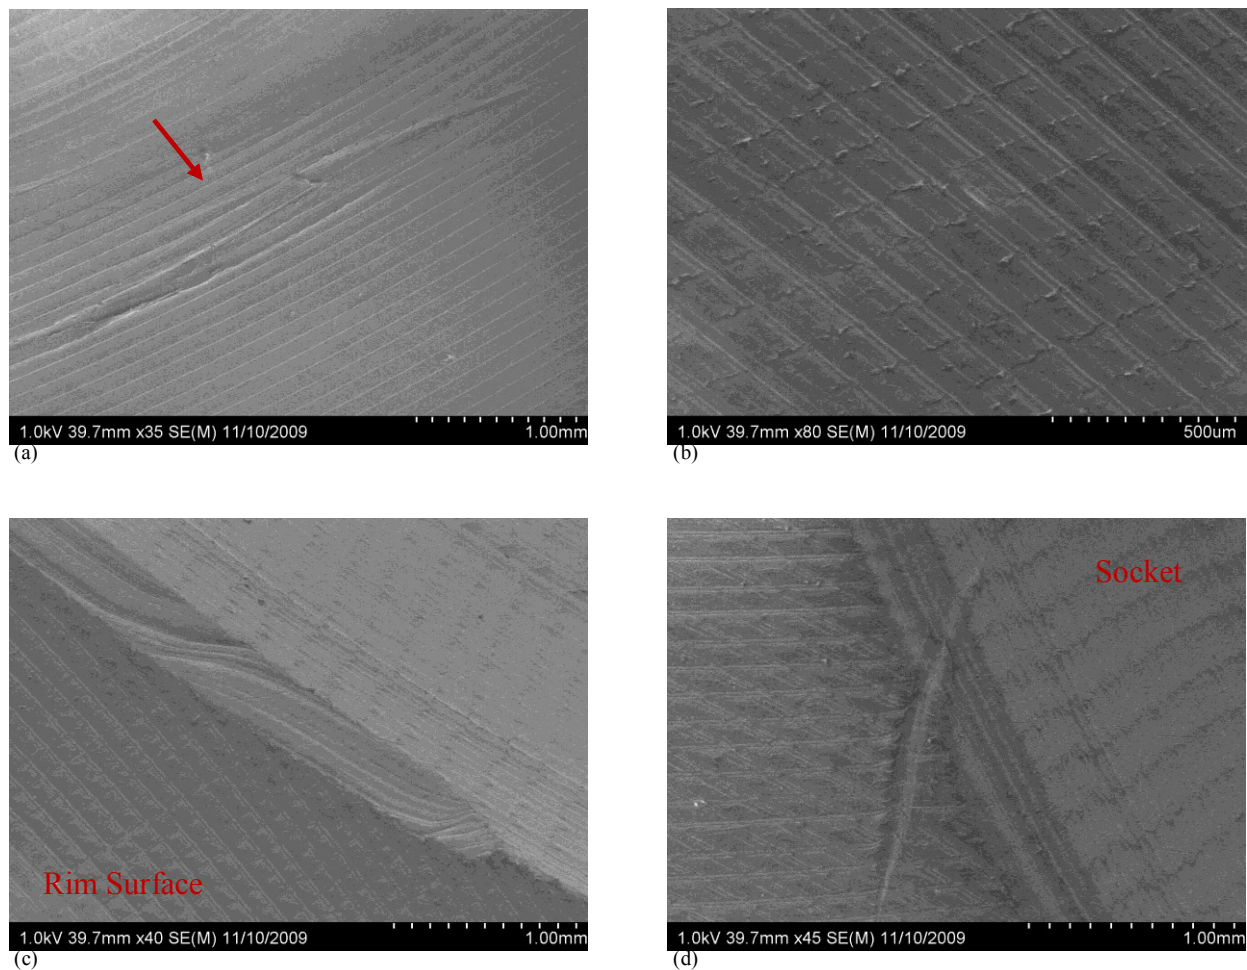 1.0kV 39.7mm x35 SE(M) 11/10/2009 1.00mm
(a)
1.0kV 39.7mm x80 SE(M) 11/10/2009 500um
(b)
Rim Surface
1.0kV 39.7mm x40 SE(M) 11/10/2009 1.00mm
(c)
Socket
1.0kV 39.7mm x45 SE(M) 11/10/2009 1.00mm
(d)